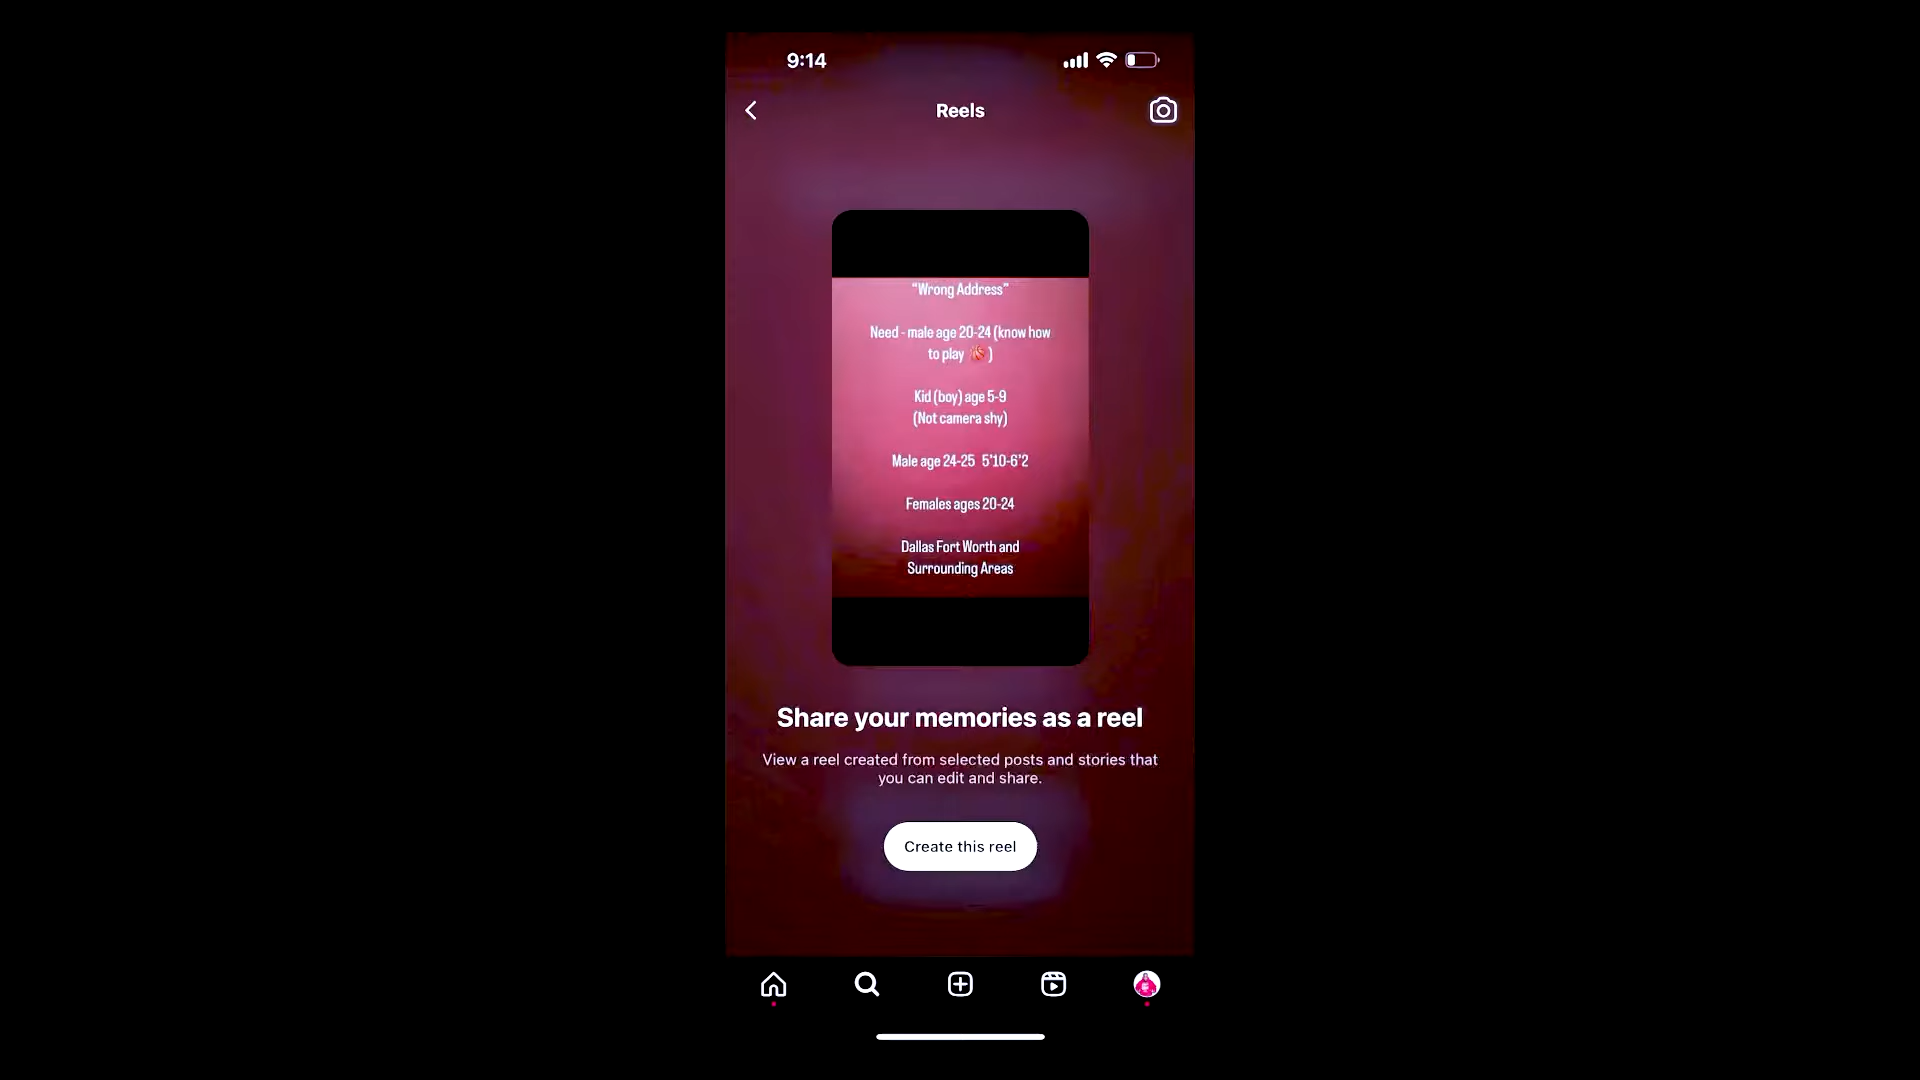 9:14
Reels
“Wrong Address”
Need - male age 20-24 (know how
to play 🏀 )
Kid (boy) age 5-9
(Not camera shy)
Male age 24-25 5'10-6'2
Females ages 20-24
Dallas Fort Worth and
Surrounding Areas
Share your memories as a reel
View a reel created from selected posts and stories that
you can edit and share.
Create this reel